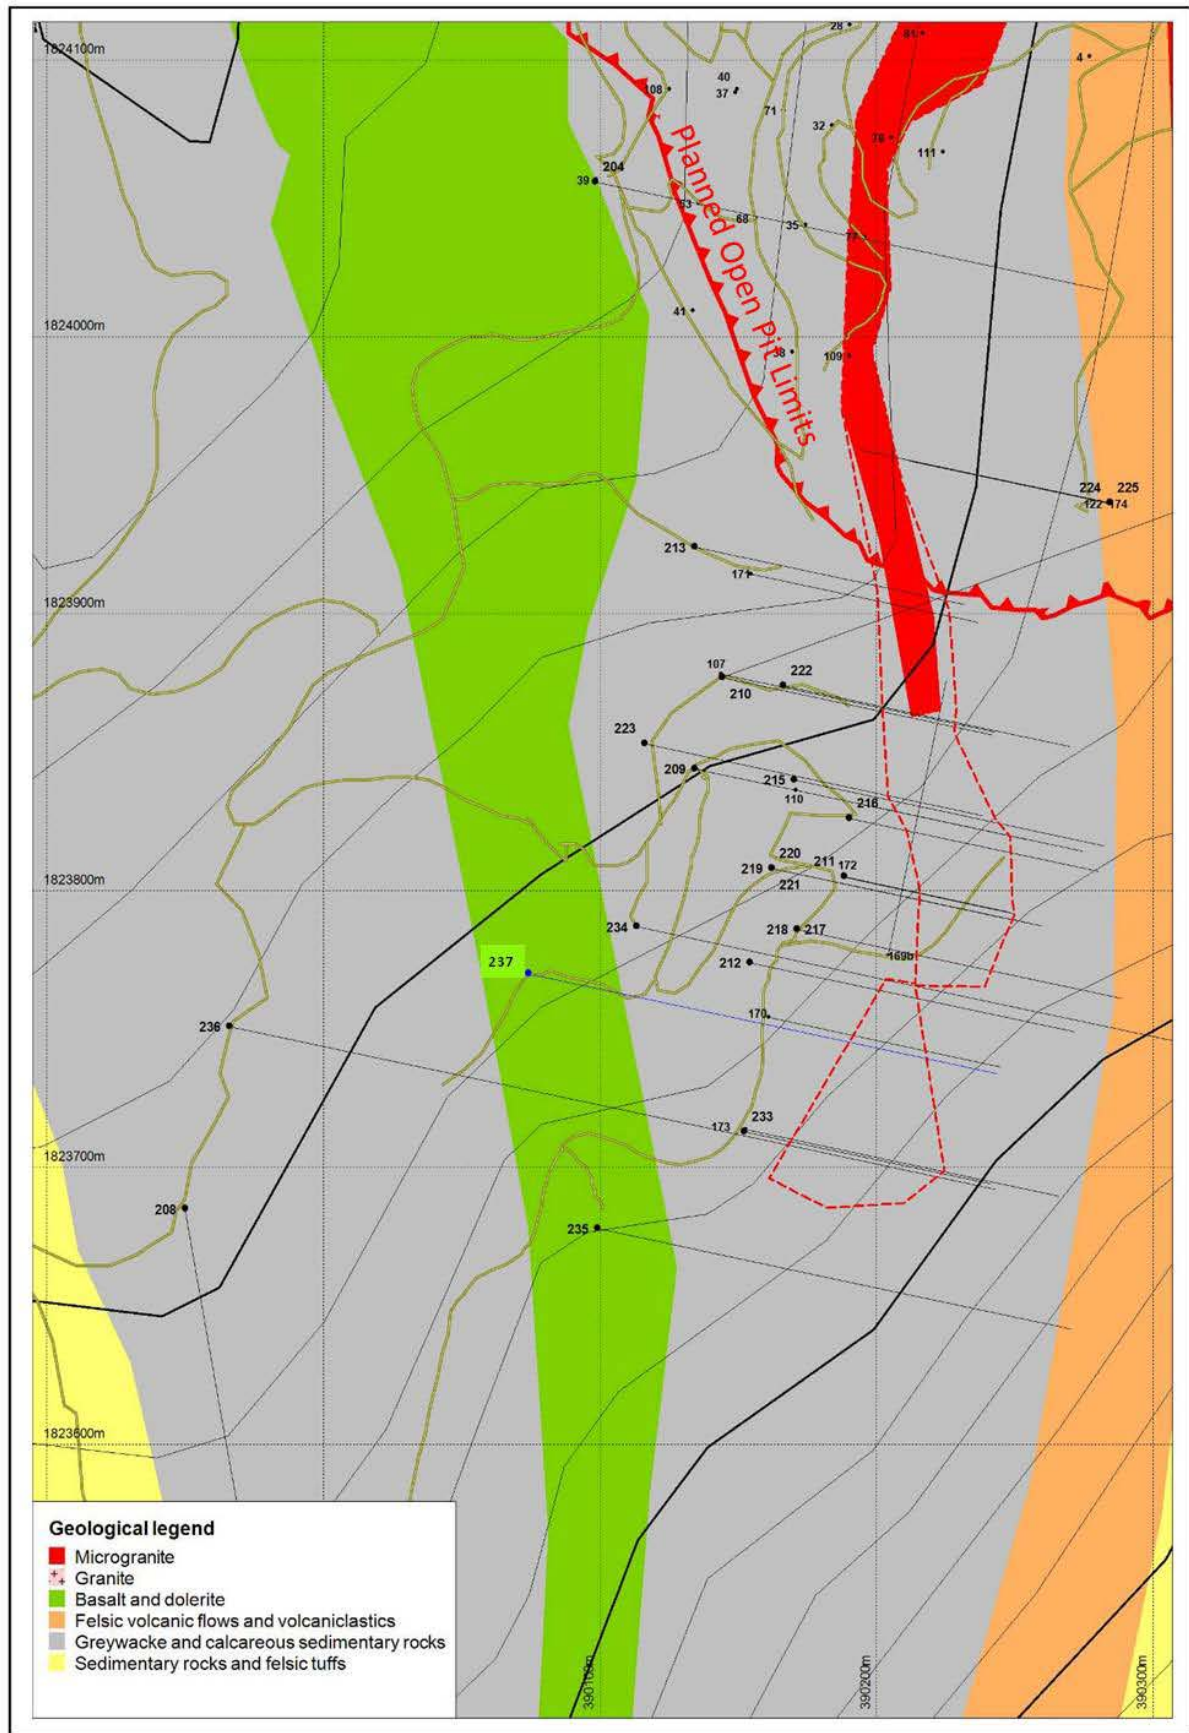 28
81
1824100m
4
108
40
37
71
32
76
111
204
39
53
68
35
77
Planned Open Pit Limits
41
1824000m
38
109
224 225
122 174
213
171
1823900m
107
210
222
223
209
215
110
216
220
219
211
172
221
1823800m
234
218 217
169b
212
237
170
236
233
173
1823700m
208
235
1823600m
Geological legend
Microgranite
Granite
Basalt and dolerite
Felsic volcanic flows and volcaniclastics
Greywacke and calcareous sedimentary rocks
Sedimentary rocks and felsic tuffs
390100m
390200m
390300m